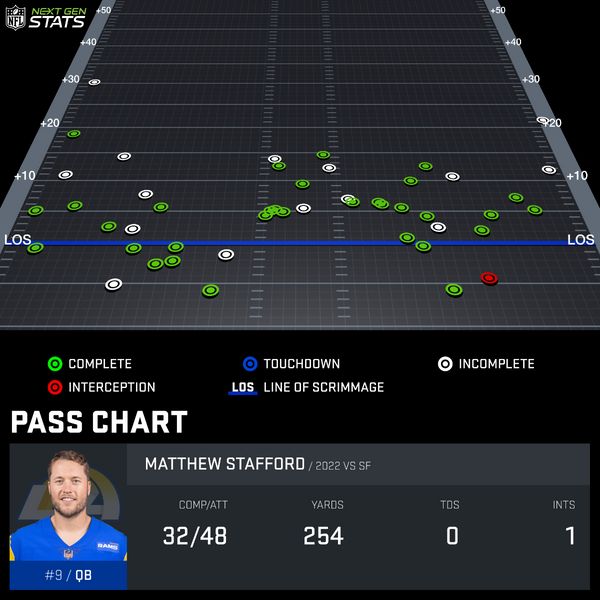 NFL
NEXT GEN
STATS
+50
+50
+30
+30
+20
+20
+10
+10
LOS
LOS
COMPLETE
TOUCHDOWN
INCOMPLETE
INTERCEPTION
LOS
LINE OF SCRIMMAGE
PASS CHART
MATTHEW STAFFORD / 2022 VS SF
COMP/ATT
YARDS
TDS
INTS
32/48
254
0
1
RAMS
#9 / QB